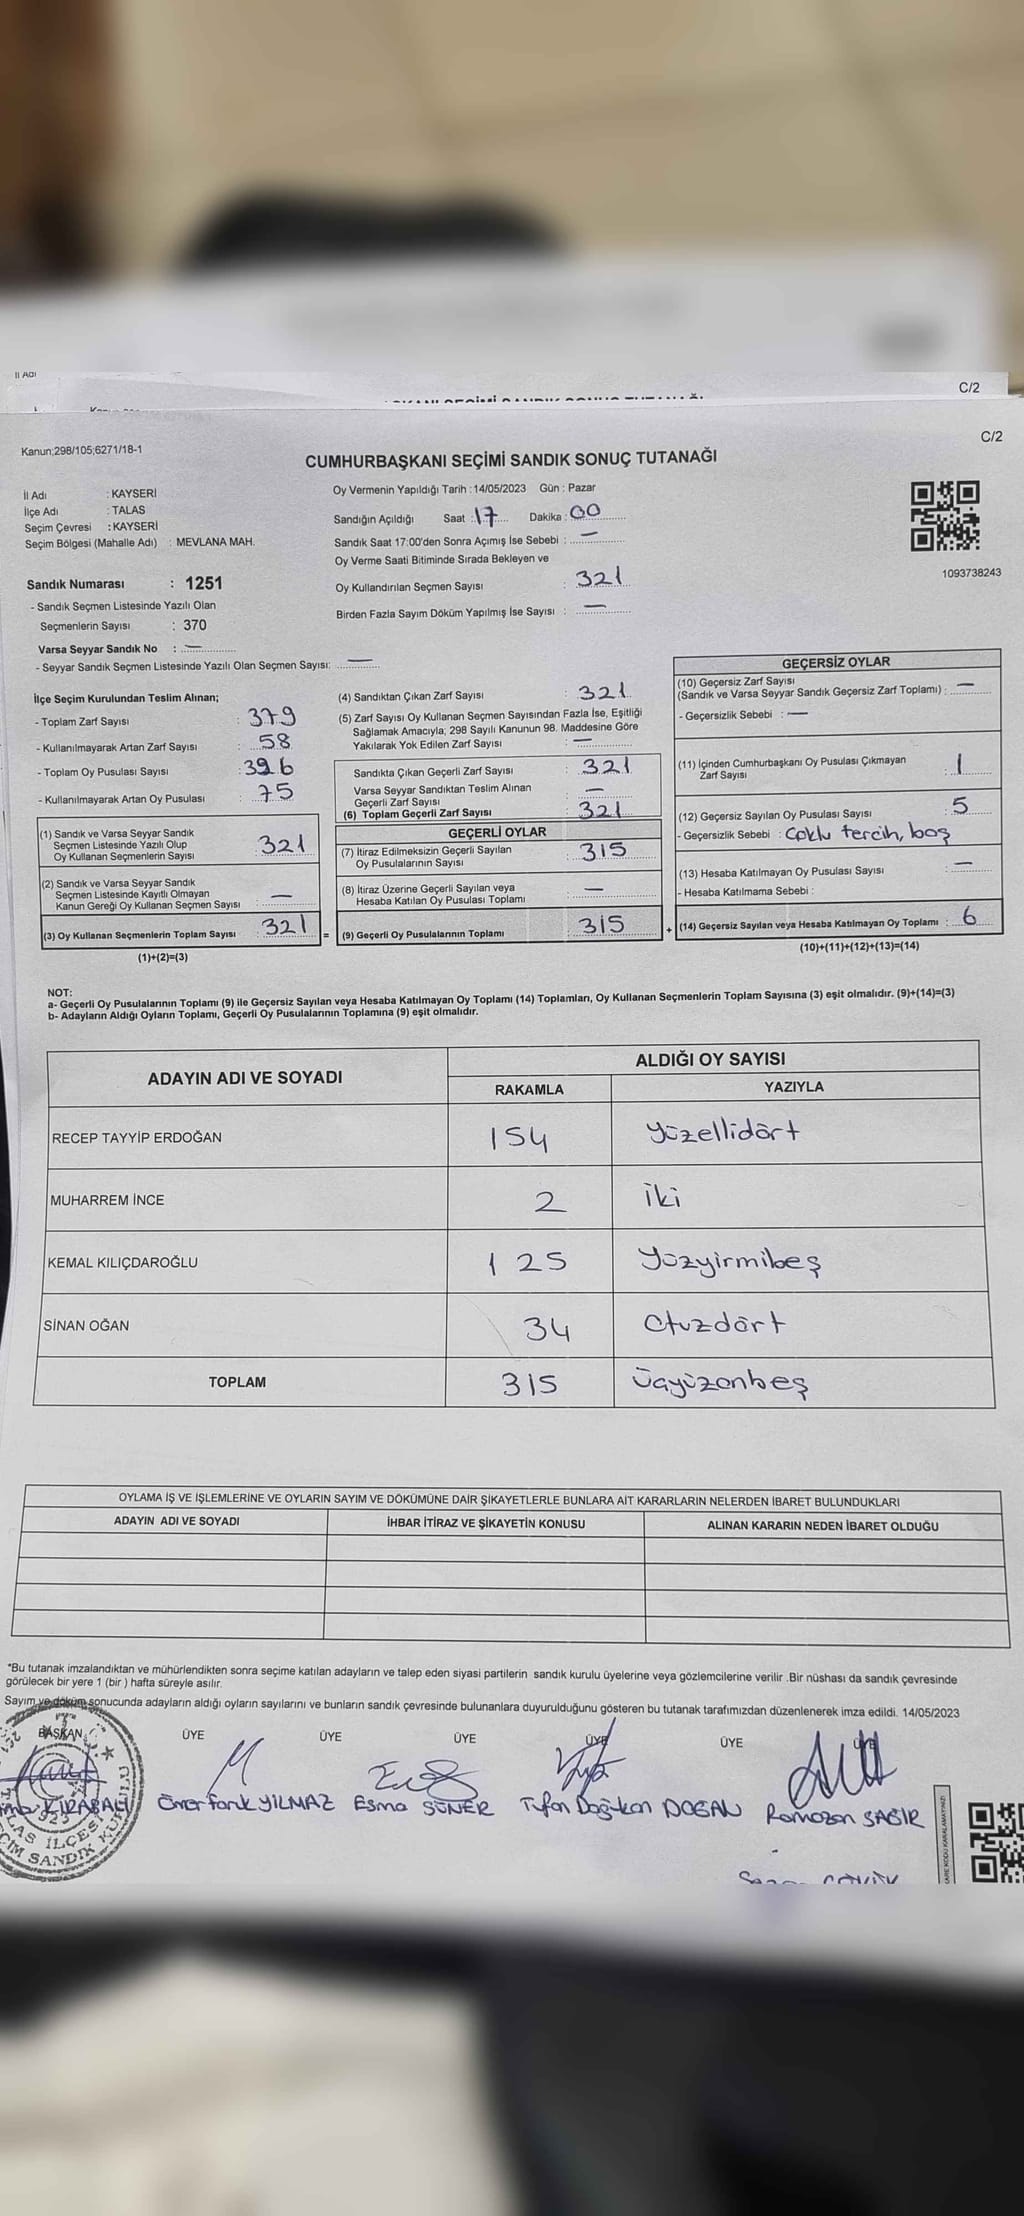 İl Adı
C/2
C/2
Kanun;298/105;6271/18-1
CUMHURBAŞKANI SEÇİMİ SANDIK SONUÇ TUTANAĞI
İl Adı : KAYSERİ
İlçe Adı : TALAS
Seçim Çevresi : KAYSERİ
Seçim Bölgesi (Mahalle Adı) : MEVLANA MAH.
Oy Vermenin Yapıldığı Tarih : 14/05/2023 Gün : Pazar
Sandığın Açıldığı Saat : 17 Dakika : 00
Sandık Saat 17:00'den Sonra Açımış İse Sebebi : —
Oy Verme Saati Bitiminde Sırada Bekleyen ve
Oy Kullandırılan Seçmen Sayısı : 321
Birden Fazla Sayım Döküm Yapılmış İse Sayısı : —
1093738243
Sandık Numarası : 1251
- Sandık Seçmen Listesinde Yazılı Olan
Seçmenlerin Sayısı : 370
Varsa Seyyar Sandık No : —
- Seyyar Sandık Seçmen Listesinde Yazılı Olan Seçmen Sayısı: —
İlçe Seçim Kurulundan Teslim Alınan;
- Toplam Zarf Sayısı : 379
- Kullanılmayarak Artan Zarf Sayısı : 58
- Toplam Oy Pusulası Sayısı : 396
- Kullanılmayarak Artan Oy Pusulası : 75
(1) Sandık ve Varsa Seyyar Sandık
Seçmen Listesinde Yazılı Olup
Oy Kullanan Seçmenlerin Sayısı : 321
(2) Sandık ve Varsa Seyyar Sandık
Seçmen Listesinde Kayıtlı Olmayan
Kanun Gereği Oy Kullanan Seçmen Sayısı : —
(3) Oy Kullanan Seçmenlerin Toplam Sayısı : 321 =
(1)+(2)=(3)
(4) Sandıktan Çıkan Zarf Sayısı : 321
(5) Zarf Sayısı Oy Kullanan Seçmen Sayısından Fazla İse, Eşitliği
Sağlamak Amacıyla; 298 Sayılı Kanunun 98. Maddesine Göre
Yakılarak Yok Edilen Zarf Sayısı : —
Sandıkta Çıkan Geçerli Zarf Sayısı : 321
Varsa Seyyar Sandıktan Teslim Alınan
Geçerli Zarf Sayısı : —
(6) Toplam Geçerli Zarf Sayısı : 321
GEÇERLİ OYLAR
(7) İtiraz Edilmeksizin Geçerli Sayılan
Oy Pusulalarının Sayısı : 315
(8) İtiraz Üzerine Geçerli Sayılan veya
Hesaba Katılan Oy Pusulası Toplamı : —
(9) Geçerli Oy Pusulalarının Toplamı : 315 +
GEÇERSİZ OYLAR
(10) Geçersiz Zarf Sayısı
(Sandık ve Varsa Seyyar Sandık Geçersiz Zarf Toplamı) : —
- Geçersizlik Sebebi : —
(11) İçinden Cumhurbaşkanı Oy Pusulası Çıkmayan
Zarf Sayısı : 1
(12) Geçersiz Sayılan Oy Pusulası Sayısı : 5
- Geçersizlik Sebebi : Çoklu tercih, boş
(13) Hesaba Katılmayan Oy Pusulası Sayısı : —
- Hesaba Katılmama Sebebi :
(14) Geçersiz Sayılan veya Hesaba Katılmayan Oy Toplamı : 6
(10)+(11)+(12)+(13)=(14)
NOT:
a- Geçerli Oy Pusulalarının Toplamı (9) ile Geçersiz Sayılan veya Hesaba Katılmayan Oy Toplamı (14) Toplamları, Oy Kullanan Seçmenlerin Toplam Sayısına (3) eşit olmalıdır. (9)+(14)=(3)
b- Adayların Aldığı Oyların Toplamı, Geçerli Oy Pusulalarının Toplamına (9) eşit olmalıdır.
ADAYIN ADI VE SOYADI
ALDIĞI OY SAYISI
RAKAMLA YAZIYLA
RECEP TAYYİP ERDOĞAN 154 Yüzellidört
MUHARREM İNCE 2 iki
KEMAL KILIÇDAROĞLU 125 Yüzyirmibeş
SİNAN OĞAN 34 Otuzdört
TOPLAM 315 Üçyüzonbeş
OYLAMA İŞ VE İŞLEMLERİNE VE OYLARIN SAYIM VE DÖKÜMÜNE DAİR ŞİKAYETLERLE BUNLARA AİT KARARLARIN NELERDEN İBARET BULUNDUKLARI
ADAYIN ADI VE SOYADI İHBAR İTİRAZ VE ŞİKAYETİN KONUSU ALINAN KARARIN NEDEN İBARET OLDUĞU
*Bu tutanak imzalandıktan ve mühürlendikten sonra seçime katılan adayların ve talep eden siyasi partilerin sandık kurulu üyelerine veya gözlemcilerine verilir .Bir nüshası da sandık çevresinde
görülecek bir yere 1 (bir ) hafta süreyle asılır.
Sayım ve döküm sonucunda adayların aldığı oyların sayılarını ve bunların sandık çevresinde bulunanlara duyurulduğunu gösteren bu tutanak tarafımızdan düzenlenerek imza edildi. 14/05/2023
BAŞKAN ÜYE ÜYE ÜYE ÜYE ÜYE ÜYE
Ömer Faruk YILMAZ Esma SÜNER Tufan Doğukan DOĞAN Ramazan SAĞIR
İLÇESİ
SANDIK KURULU